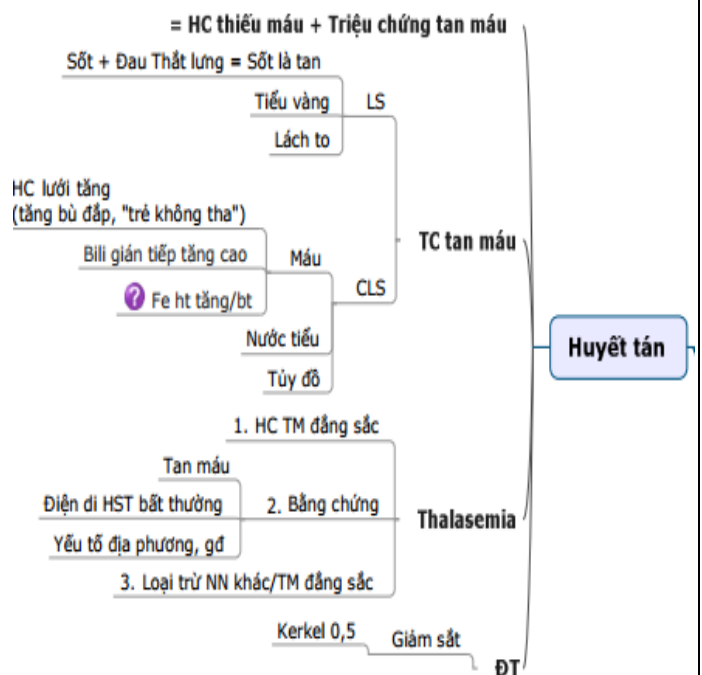 = HC thiếu máu + Triệu chứng tan máu
Sốt + Đau Thắt lưng = Sốt là tan
Tiểu vàng
LS
Lách to
HC lưới tăng
(tăng bù đắp, "trẻ không tha")
Bili gián tiếp tăng cao
Máu
? Fe ht tăng/bt
CLS
Nước tiểu
Tủy đồ
TC tan máu
Huyết tán
1. HC TM đẳng sắc
Tan máu
Điện di HST bất thường
2. Bằng chứng
Yếu tố địa phương, gđ
Thalasemia
3. Loại trừ NN khác/TM đẳng sắc
Kerkel 0,5
Giảm sắt
ĐT